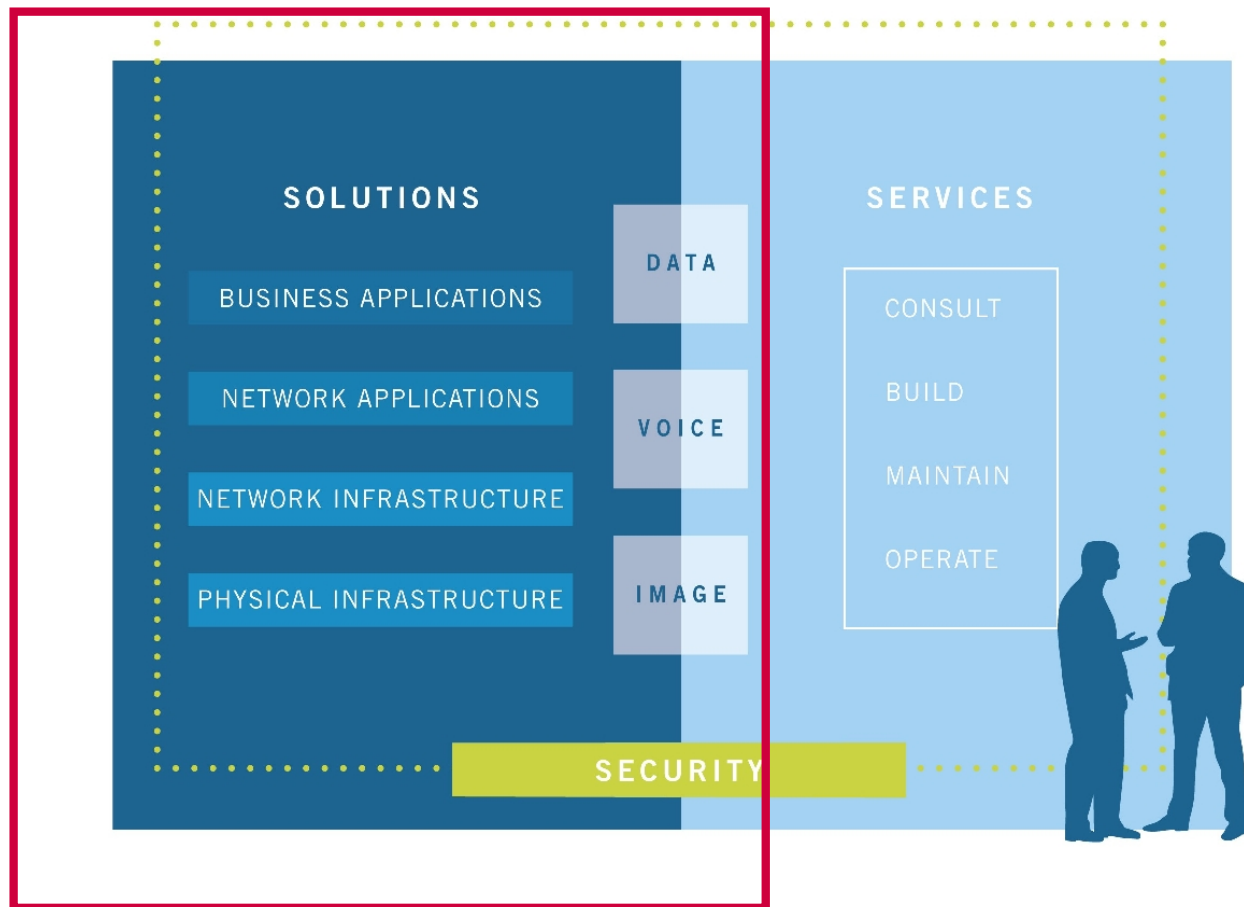 SOLUTIONS
BUSINESS APPLICATIONS
NETWORK APPLICATIONS
NETWORK INFRASTRUCTURE
PHYSICAL INFRASTRUCTURE
DATA
VOICE
IMAGE
SERVICES
CONSULT
BUILD
MAINTAIN
OPERATE
SECURITY